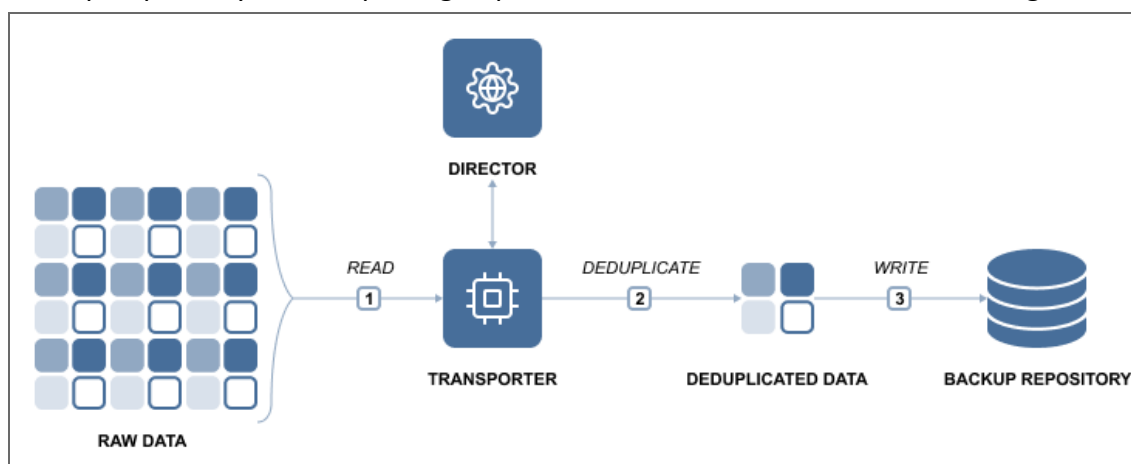 DIRECTOR
READ
1
DEDUPLICATE
2
WRITE
3
TRANSPORTER
DEDUPLICATED DATA
BACKUP REPOSITORY
RAW DATA